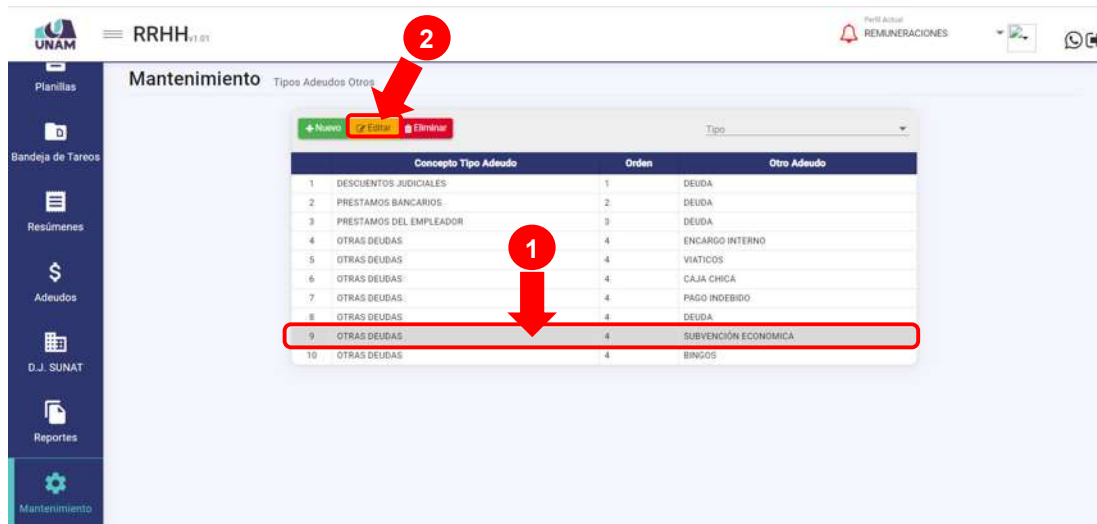 UNAM
RRHH v1.01
2
Perfil Actual
REMUNERACIONES
Planillas
Mantenimiento Tipos Adeudos Otros
Nuevo Editar Eliminar
Tipo
Bandeja de Tareos
Concepto Tipo Adeudo Orden Otro Adeudo
1 DESCUENTOS JUDICIALES 1 DEUDA
2 PRESTAMOS BANCARIOS 2 DEUDA
3 PRESTAMOS DEL EMPLEADOR 3 DEUDA
4 OTRAS DEUDAS 4 ENCARGO INTERNO
5 OTRAS DEUDAS 4 VIATICOS
6 OTRAS DEUDAS 4 CAJA CHICA
7 OTRAS DEUDAS 4 PAGO INDEBIDO
8 OTRAS DEUDAS 4 DEUDA
9 OTRAS DEUDAS 4 SUBVENCIÓN ECONOMICA
10 OTRAS DEUDAS 4 BINGOS
1
Resúmenes
Adeudos
D.J. SUNAT
Reportes
Mantenimiento